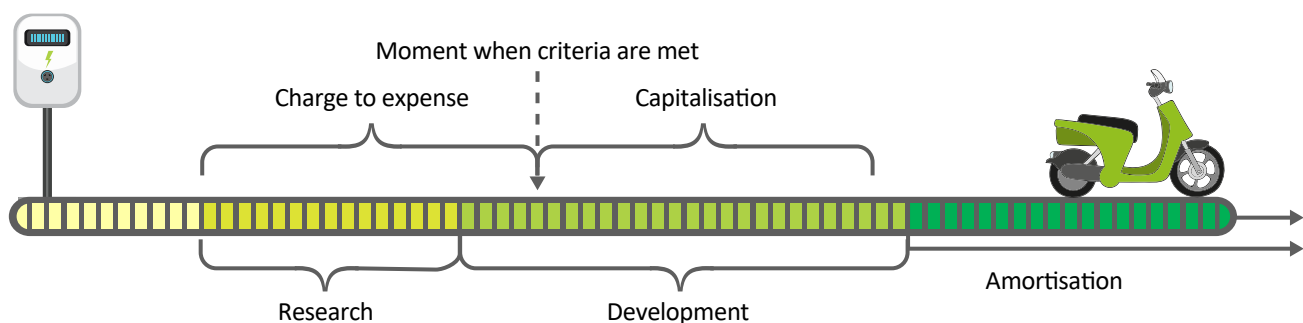 Moment when criteria are met
Charge to expense
Capitalisation
Amortisation
Research
Development